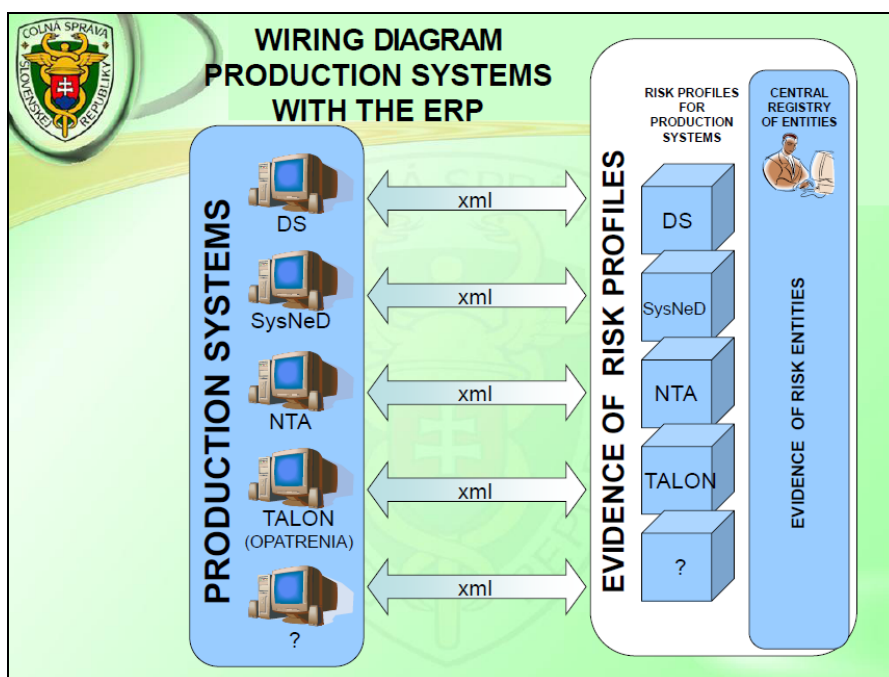 COLNÁ SPRÁVA
SLOVENSKEJ REPUBLIKY
WIRING DIAGRAM
PRODUCTION SYSTEMS
WITH THE ERP
PRODUCTION SYSTEMS
DS
SysNeD
NTA
TALON
(OPATRENIA)
?
xml
xml
xml
xml
xml
EVIDENCE OF RISK PROFILES
RISK PROFILES
FOR
PRODUCTION
SYSTEMS
DS
SysNeD
NTA
TALON
?
CENTRAL
REGISTRY
OF ENTITIES
EVIDENCE OF RISK ENTITIES